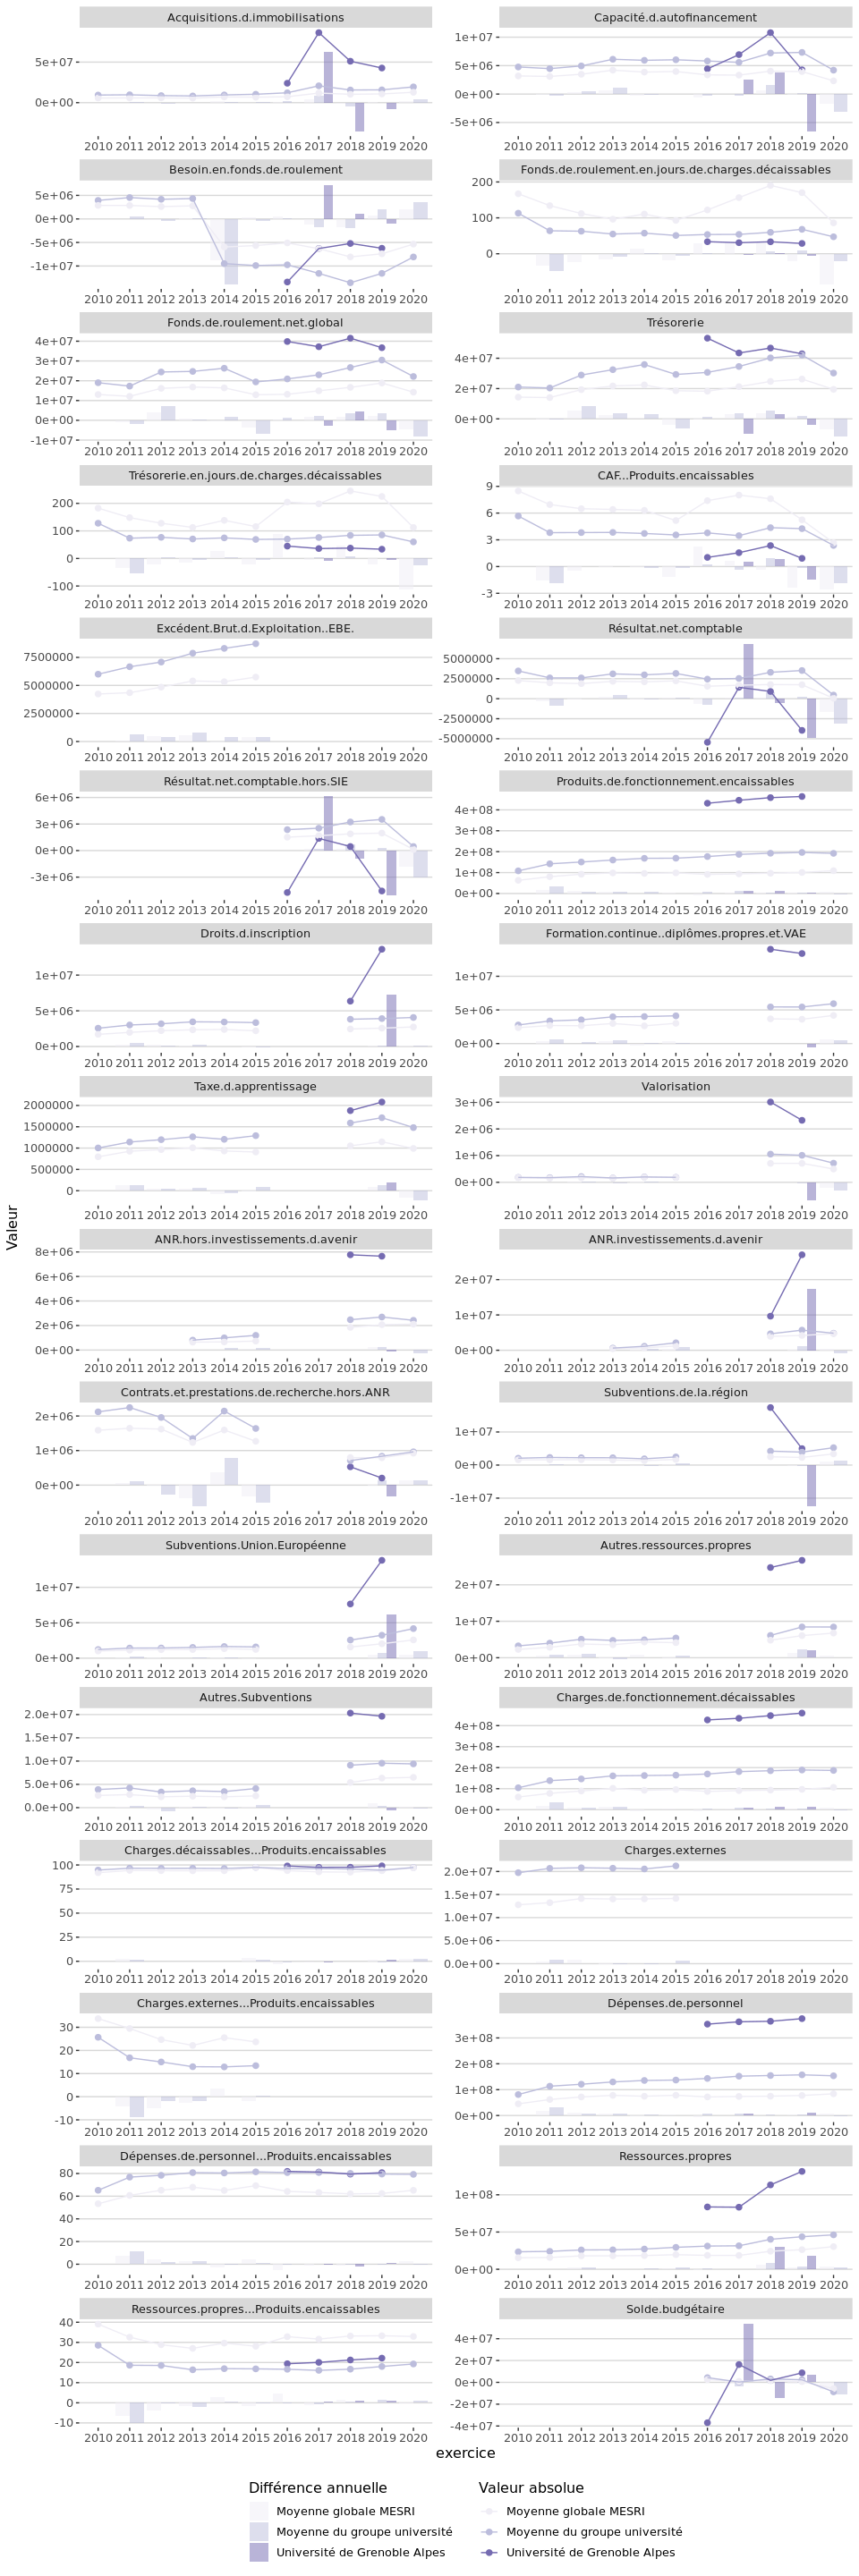 Acquisitions.d.immobilisations
5e+07
0e+00
2010 2011 2012 2013 2014 2015 2016 2017 2018 2019 2020
Capacité.d.autofinancement
1e+07
5e+06
0e+00
-5e+06
2010 2011 2012 2013 2014 2015 2016 2017 2018 2019 2020
Besoin.en.fonds.de.roulement
5e+06
0e+00
-5e+06
-1e+07
2010 2011 2012 2013 2014 2015 2016 2017 2018 2019 2020
Fonds.de.roulement.en.jours.de.charges.décaissables
200
100
0
2010 2011 2012 2013 2014 2015 2016 2017 2018 2019 2020
Fonds.de.roulement.net.global
4e+07
3e+07
2e+07
1e+07
0e+00
-1e+07
2010 2011 2012 2013 2014 2015 2016 2017 2018 2019 2020
Trésorerie
4e+07
2e+07
0e+00
2010 2011 2012 2013 2014 2015 2016 2017 2018 2019 2020
Trésorerie.en.jours.de.charges.décaissables
200
100
0
-100
2010 2011 2012 2013 2014 2015 2016 2017 2018 2019 2020
CAF...Produits.encaissables
9
6
3
0
-3
2010 2011 2012 2013 2014 2015 2016 2017 2018 2019 2020
Excédent.Brut.d.Exploitation..EBE.
7500000
5000000
2500000
0
2010 2011 2012 2013 2014 2015 2016 2017 2018 2019 2020
Résultat.net.comptable
5000000
2500000
0
-2500000
-5000000
2010 2011 2012 2013 2014 2015 2016 2017 2018 2019 2020
Résultat.net.comptable.hors.SIE
6e+06
3e+06
0e+00
-3e+06
2010 2011 2012 2013 2014 2015 2016 2017 2018 2019 2020
Produits.de.fonctionnement.encaissables
4e+08
3e+08
2e+08
1e+08
0e+00
2010 2011 2012 2013 2014 2015 2016 2017 2018 2019 2020
Droits.d.inscription
1e+07
5e+06
0e+00
2010 2011 2012 2013 2014 2015 2016 2017 2018 2019 2020
Formation.continue..diplômes.propres.et.VAE
1e+07
5e+06
0e+00
2010 2011 2012 2013 2014 2015 2016 2017 2018 2019 2020
Taxe.d.apprentissage
2000000
1500000
1000000
500000
0
2010 2011 2012 2013 2014 2015 2016 2017 2018 2019 2020
Valorisation
3e+06
2e+06
1e+06
0e+00
2010 2011 2012 2013 2014 2015 2016 2017 2018 2019 2020
Valeur
ANR.hors.investissements.d.avenir
8e+06
6e+06
4e+06
2e+06
0e+00
2010 2011 2012 2013 2014 2015 2016 2017 2018 2019 2020
ANR.investissements.d.avenir
2e+07
1e+07
0e+00
2010 2011 2012 2013 2014 2015 2016 2017 2018 2019 2020
Contrats.et.prestations.de.recherche.hors.ANR
2e+06
1e+06
0e+00
2010 2011 2012 2013 2014 2015 2016 2017 2018 2019 2020
Subventions.de.la.région
1e+07
0e+00
-1e+07
2010 2011 2012 2013 2014 2015 2016 2017 2018 2019 2020
Subventions.Union.Européenne
1e+07
5e+06
0e+00
2010 2011 2012 2013 2014 2015 2016 2017 2018 2019 2020
Autres.ressources.propres
2e+07
1e+07
0e+00
2010 2011 2012 2013 2014 2015 2016 2017 2018 2019 2020
Autres.Subventions
2.0e+07
1.5e+07
1.0e+07
5.0e+06
0.0e+00
2010 2011 2012 2013 2014 2015 2016 2017 2018 2019 2020
Charges.de.fonctionnement.décaissables
4e+08
3e+08
2e+08
1e+08
0e+00
2010 2011 2012 2013 2014 2015 2016 2017 2018 2019 2020
Charges.décaissables...Produits.encaissables
100
75
50
25
0
2010 2011 2012 2013 2014 2015 2016 2017 2018 2019 2020
Charges.externes
2.0e+07
1.5e+07
1.0e+07
5.0e+06
0.0e+00
2010 2011 2012 2013 2014 2015 2016 2017 2018 2019 2020
Charges.externes...Produits.encaissables
30
20
10
0
-10
2010 2011 2012 2013 2014 2015 2016 2017 2018 2019 2020
Dépenses.de.personnel
3e+08
2e+08
1e+08
0e+00
2010 2011 2012 2013 2014 2015 2016 2017 2018 2019 2020
Dépenses.de.personnel...Produits.encaissables
80
60
40
20
0
2010 2011 2012 2013 2014 2015 2016 2017 2018 2019 2020
Ressources.propres
1e+08
5e+07
0e+00
2010 2011 2012 2013 2014 2015 2016 2017 2018 2019 2020
Ressources.propres...Produits.encaissables
40
30
20
10
0
-10
2010 2011 2012 2013 2014 2015 2016 2017 2018 2019 2020
Solde.budgétaire
4e+07
2e+07
0e+00
-2e+07
-4e+07
2010 2011 2012 2013 2014 2015 2016 2017 2018 2019 2020
exercice
Différence annuelle
Moyenne globale MESRI
Moyenne du groupe université
Université de Grenoble Alpes
Valeur absolue
Moyenne globale MESRI
Moyenne du groupe université
Université de Grenoble Alpes